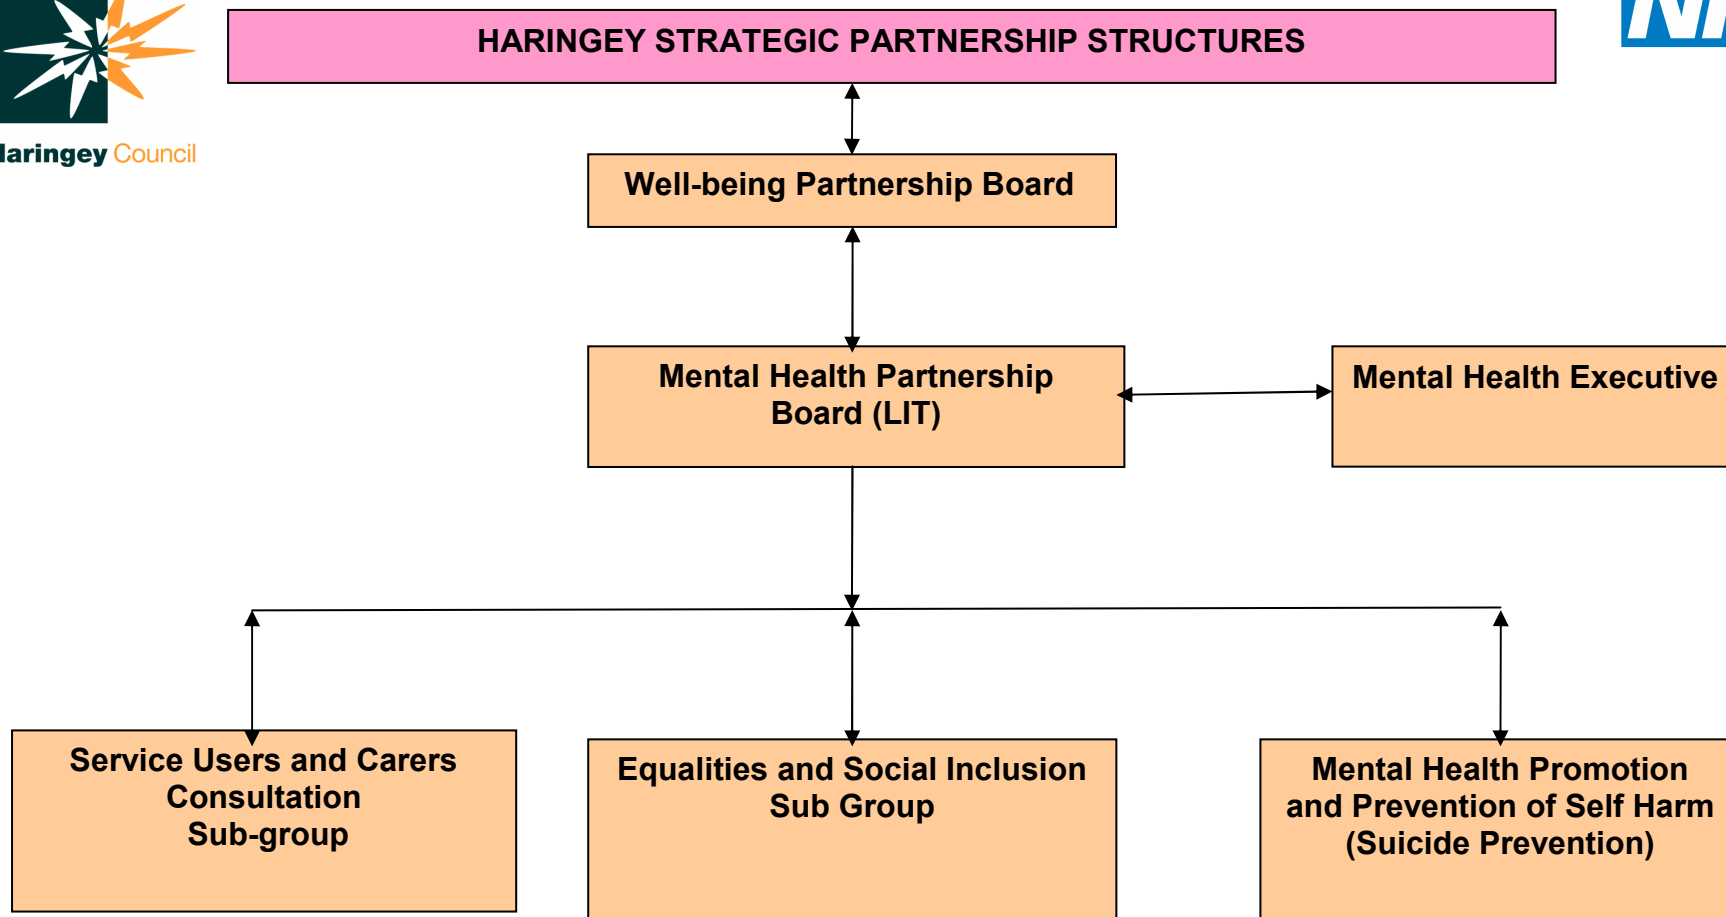 HARINGEY STRATEGIC PARTNERSHIP STRUCTURES
Haringey Council
Well-being Partnership Board
Mental Health Partnership
Board (LIT)
Mental Health Executive
Service Users and Carers
Consultation
Sub-group
Equalities and Social Inclusion
Sub Group
Mental Health Promotion
and Prevention of Self Harm
(Suicide Prevention)